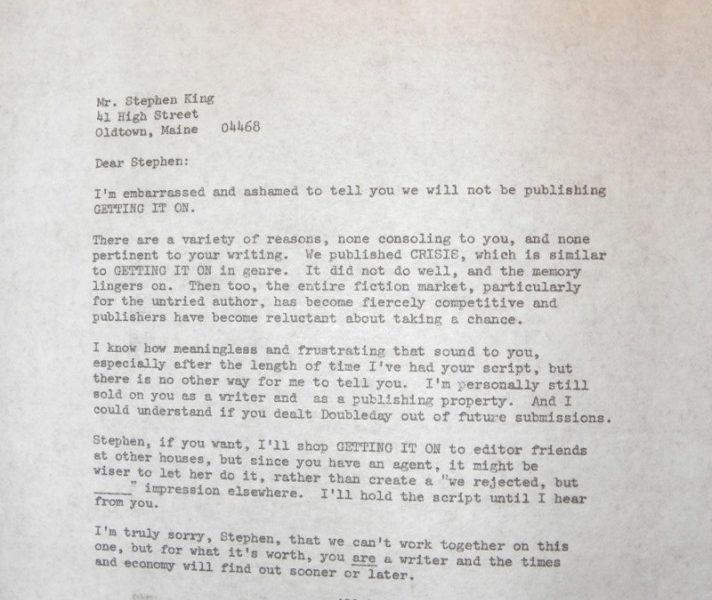 Mr. Stephen King
41 High Street
Oldtown, Maine 04468
Dear Stephen:
I'm embarrassed and ashamed to tell you we will not be publishing
GETTING IT ON.
There are a variety of reasons, none consoling to you, and none
pertinent to your writing. We published CRISIS, which is similar
to GETTING IT ON in genre. It did not do well, and the memory
lingers on. Then too, the entire fiction market, particularly
for the untried author, has become fiercely competitive and
publishers have become reluctant about taking a chance.
I know how meaningless and frustrating that sound to you,
especially after the length of time I've had your script, but
there is no other way for me to tell you. I'm personally still
sold on you as a writer and as a publishing property. And I
could understand if you dealt Doubleday out of future submissions.
Stephen, if you want, I'll shop GETTING IT ON to editor friends
at other houses, but since you have an agent, it might be
wiser to let her do it, rather than create a "we rejected, but
_____" impression elsewhere. I'll hold the script until I hear
from you.
I'm truly sorry, Stephen, that we can't work together on this
one, but for what it's worth, you are a writer and the times
and economy will find out sooner or later.